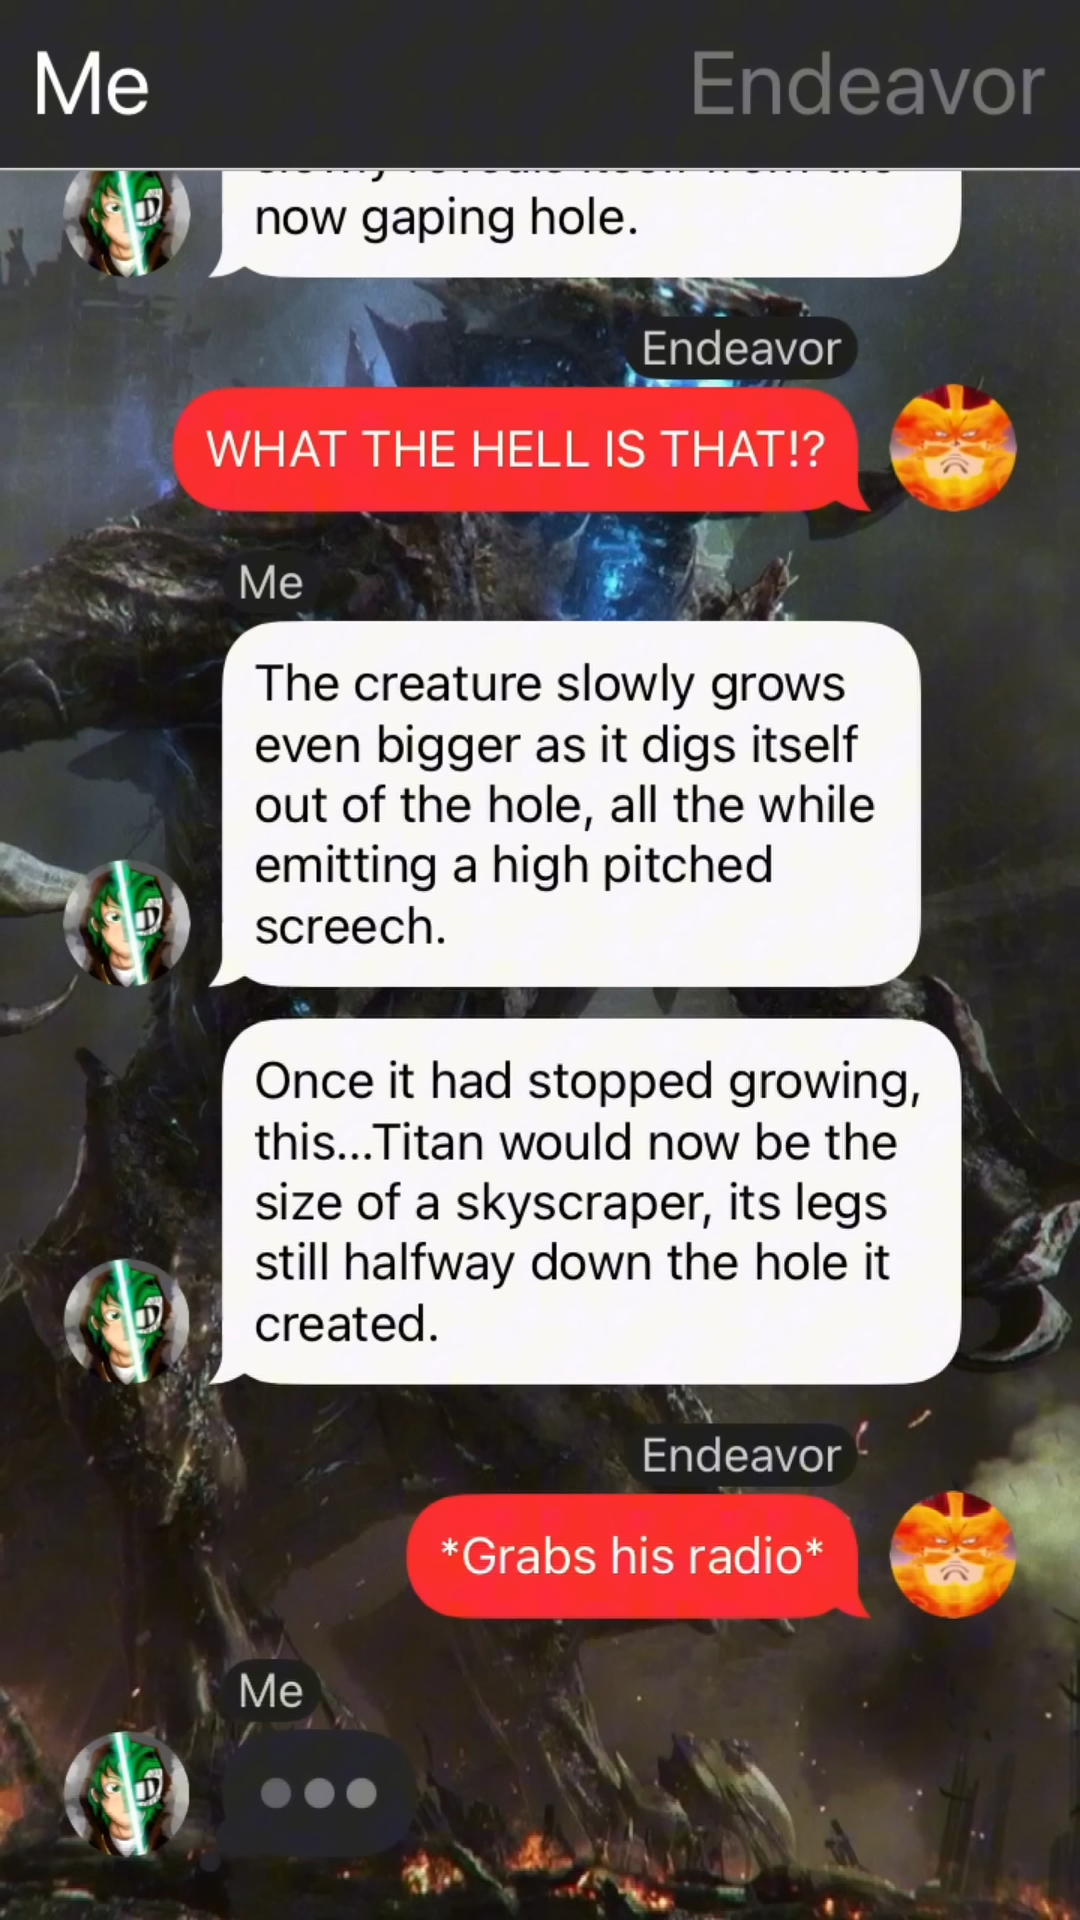 Me
Endeavor
now gaping hole.
Endeavor
WHAT THE HELL IS THAT!?
Me
The creature slowly grows
even bigger as it digs itself
out of the hole, all the while
emitting a high pitched
screech.
Once it had stopped growing,
this...Titan would now be the
size of a skyscraper, its legs
still halfway down the hole it
created.
Endeavor
*Grabs his radio*
Me